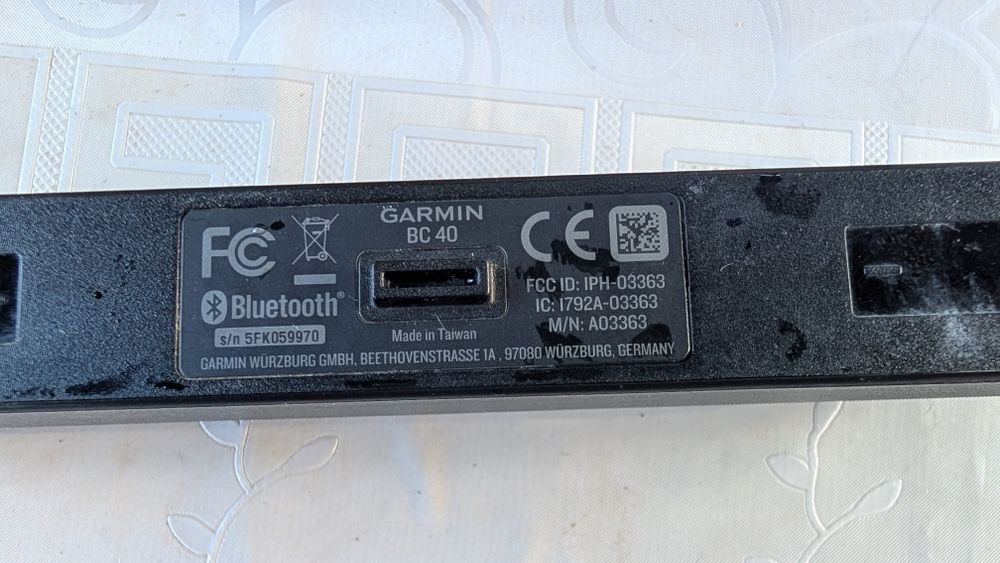 GARMIN
BC 40
FC
CE
Bluetooth®
s/n 5FK059970
Made in Taiwan
FCC ID: IPH-03363
IC: 1792A-03363
M/N: A03363
GARMIN WÜRZBURG GMBH, BEETHOVENSTRASSE 1A , 97080 WÜRZBURG, GERMANY